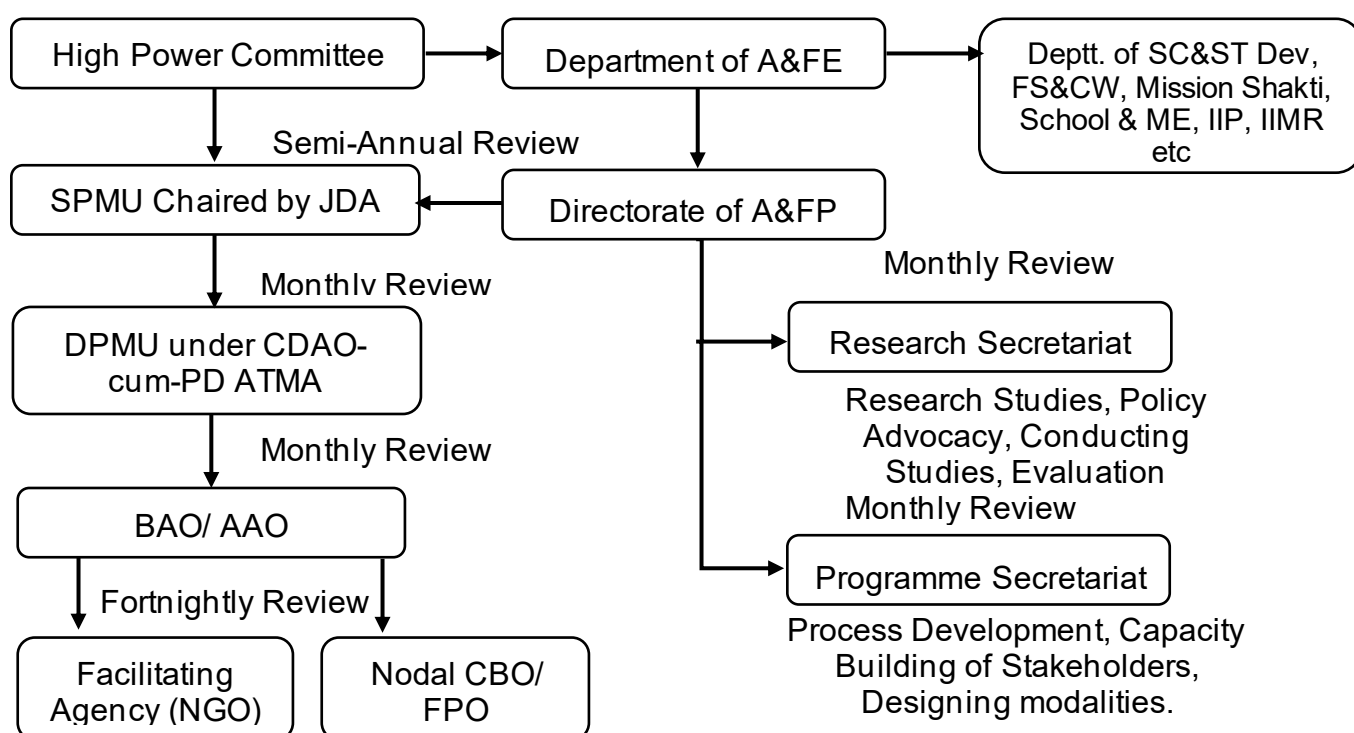 High Power Committee
Department of A&FE
Deptt. of SC&ST Dev,
FS&CW, Mission Shakti,
School & ME, IIP, IIMR
etc
Semi-Annual Review
SPMU Chaired by JDA
Directorate of A&FP
Monthly Review
Monthly Review
DPMU under CDAO-
cum-PD ATMA
Research Secretariat
Research Studies, Policy
Advocacy, Conducting
Studies, Evaluation
Monthly Review
Monthly Review
BAO/ AAO
Programme Secretariat
Fortnightly Review
Process Development, Capacity
Building of Stakeholders,
Designing modalities.
Facilitating
Agency (NGO)
Nodal CBO/
FPO